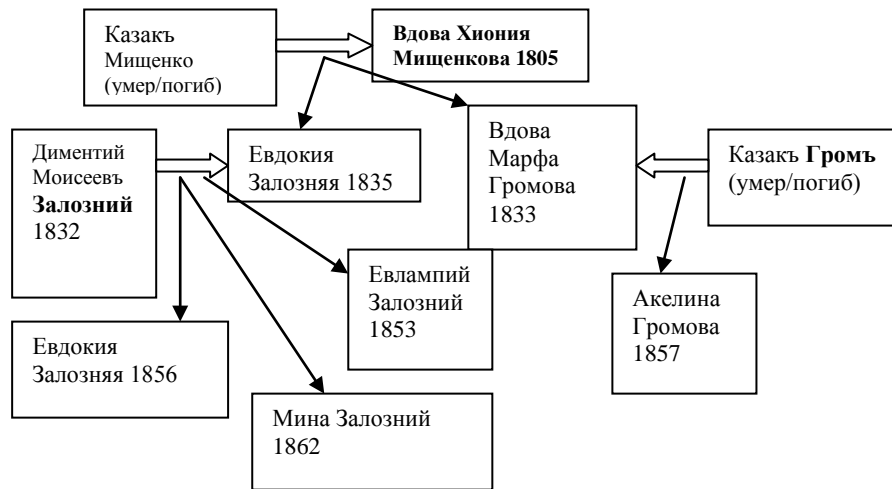 Казакъ
Мищенко
(умер/погиб)
Вдова Хиония
Мищенкова 1805
Диментий
Моисеевъ
Залозний
1832
Евдокия
Залозняя 1835
Вдова
Марфа
Громова
1833
Казакъ Громъ
(умер/погиб)
Евлампий
Залозний
1853
Акелина
Громова
1857
Евдокия
Залозняя 1856
Мина Залозний
1862